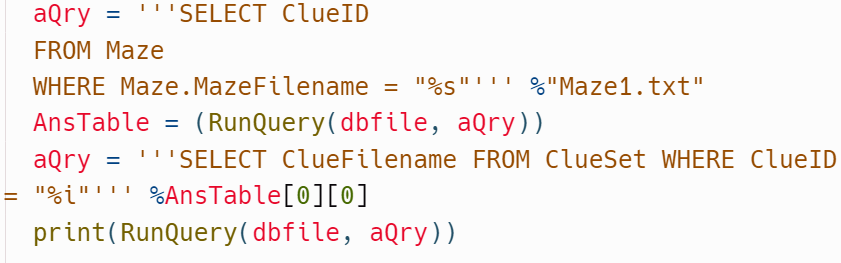 aQry = '''SELECT ClueID
FROM Maze
WHERE Maze.MazeFilename = "%s"''' %"Maze1.txt"
AnsTable = (RunQuery(dbfile, aQry))
aQry = '''SELECT ClueFilename FROM ClueSet WHERE ClueID
= "%i"''' %AnsTable[0][0]
print(RunQuery(dbfile, aQry))